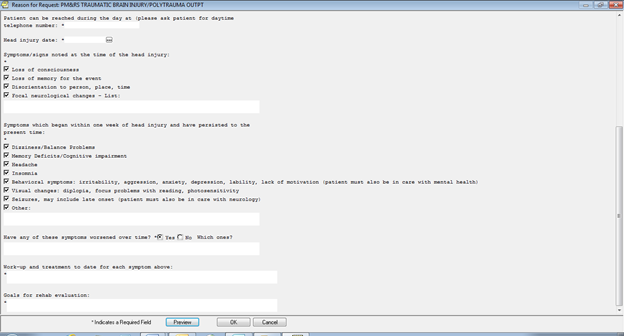 Reason for Request: PM&RS TRAUMATIC BRAIN INJURY/POLYTRAUMA OUTPT
Patient can be reached during the day at (please ask patient for daytime
telephone number: *
Head injury date: *
Symptoms/signs noted at the time of the head injury:
*
Loss of consciousness
Loss of memory for the event
Disorientation to person, place, time
Focal neurological changes - List:
Symptoms which began within one week of head injury and have persisted to the
present time:
*
Dizziness/Balance Problems
Memory Deficits/Cognitive impairment
Headache
Insomnia
Behavioral symptoms: irritability, aggression, anxiety, depression, lability, lack of motivation (patient must also be in care with mental health)
Visual changes: diplopia, focus problems with reading, photosensitivity
Seizures, may include late onset (patient must also be in care with neurology)
Other:
Have any of these symptoms worsened over time? * Yes No Which ones?
Work-up and treatment to date for each symptom above:
*
Goals for rehab evaluation:
*
* Indicates a Required Field Preview OK Cancel